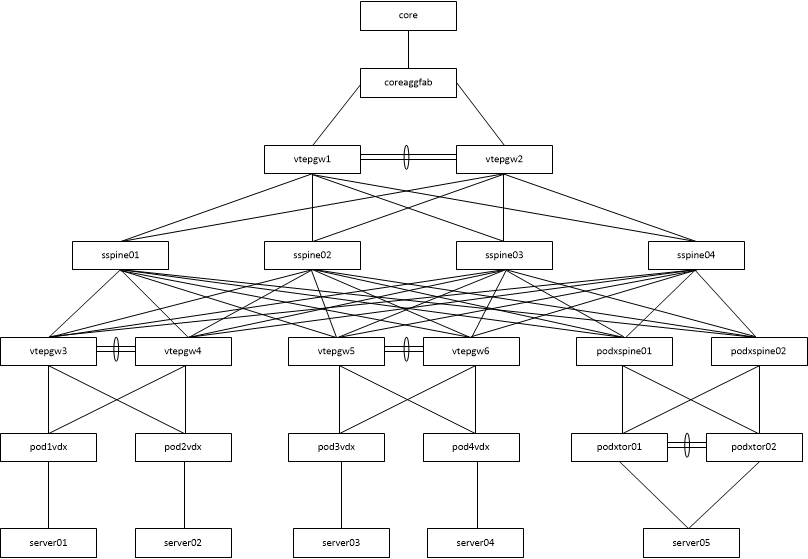 core
coreaggfab
vtepgw1
vtepgw2
sspine01
sspine02
sspine03
sspine04
vtepgw3
vtepgw4
vtepgw5
vtepgw6
podxspine01
podxspine02
pod1vdx
pod2vdx
pod3vdx
pod4vdx
podxtor01
podxtor02
server01
server02
server03
server04
server05